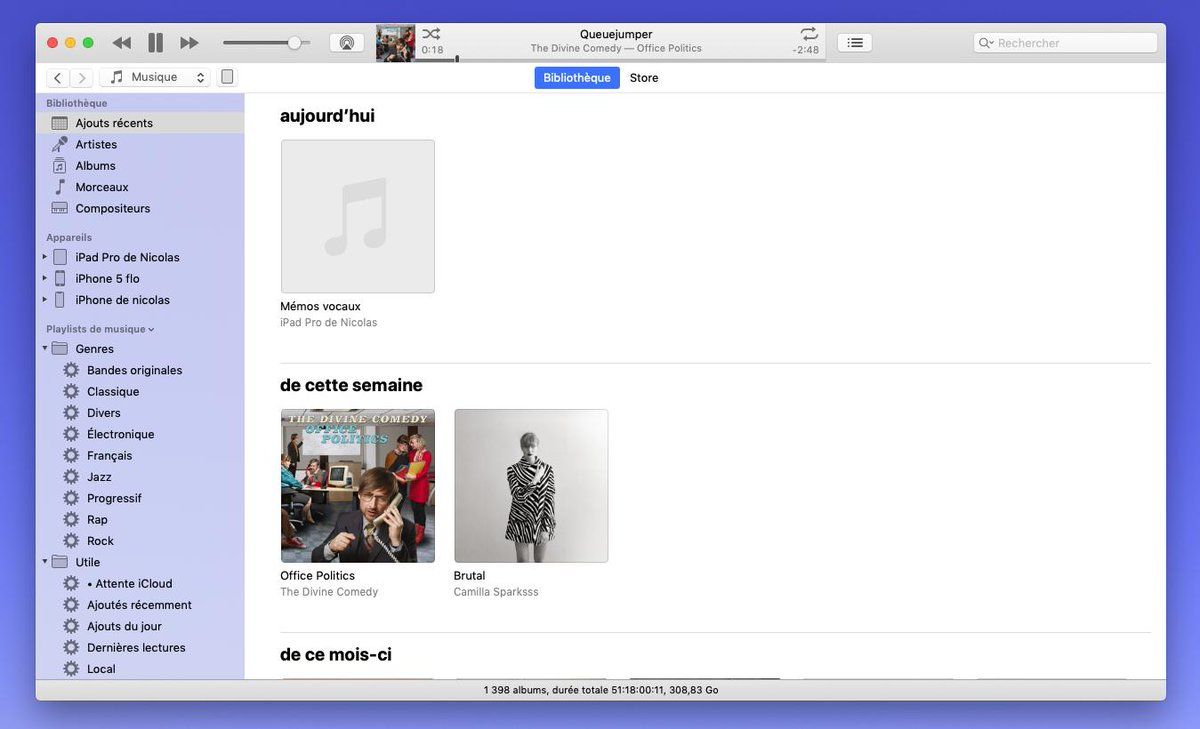 Queuejumper
0:18
The Divine Comedy — Office Politics
-2:48
Rechercher
Musique
Bibliothèque
Store
Bibliothèque
Ajouts récents
Artistes
Albums
Morceaux
Compositeurs
Appareils
iPad Pro de Nicolas
iPhone 5 flo
iPhone de nicolas
Playlists de musique
Genres
Bandes originales
Classique
Divers
Électronique
Français
Jazz
Progressif
Rap
Rock
Utile
• Attente iCloud
Ajoutés récemment
Ajouts du jour
Dernières lectures
Local
aujourd’hui
Mémos vocaux
iPad Pro de Nicolas
de cette semaine
THE DIVINE COMEDY
OFFICE
POLITICS
Office Politics
The Divine Comedy
Brutal
Camilla Sparksss
de ce mois-ci
1 398 albums, durée totale 51:18:00:11, 308,83 Go